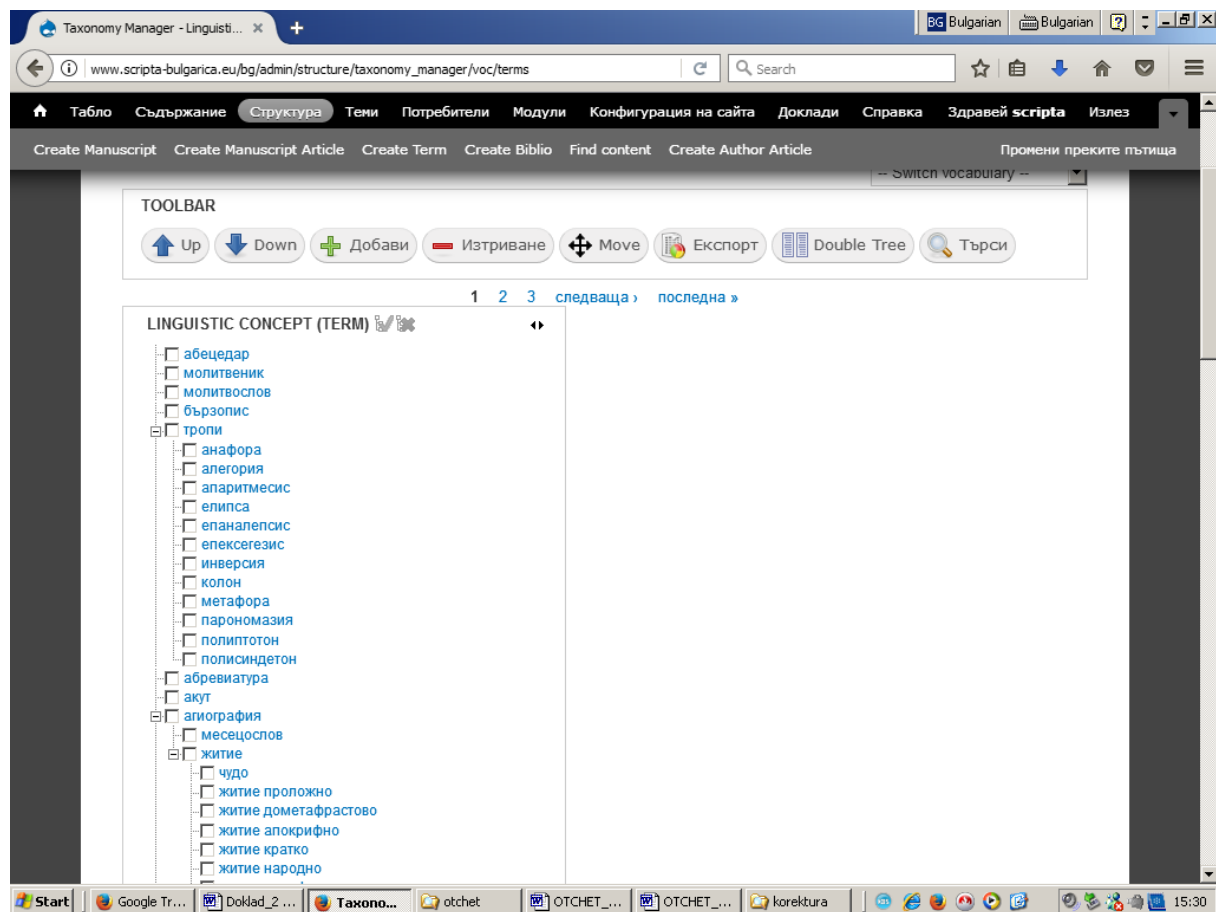 Taxonomy Manager - Linguisti...
BG Bulgarian Bulgarian
www.scripta-bulgarica.eu/bg/admin/structure/taxonomy_manager/voc/terms Search
Табло Съдържание Структура Теми Потребители Модули Конфигурация на сайта Доклади Справка Здравей scripta Излез
Create Manuscript Create Manuscript Article Create Term Create Biblio Find content Create Author Article Промени преките пътища
-- Switch vocabulary --
TOOLBAR
Up Down Добави Изтриване Move Експорт Double Tree Търси
1 2 3 следваща › последна »
LINGUISTIC CONCEPT (TERM)
абецедар
молитвеник
молитвослов
бързопис
тропи
анафора
алегория
апаритмесис
елипса
епаналепсис
епексегезис
инверсия
колон
метафора
парономазия
полиптотон
полисиндетон
абревиатура
акут
агиография
месецослов
житие
чудо
житие проложно
житие дометафрастово
житие апокрифно
житие кратко
житие народно
Start Google Tr... Doklad_2 ... Taxono... otchet OTCHET_... OTCHET_... korektura 15:30